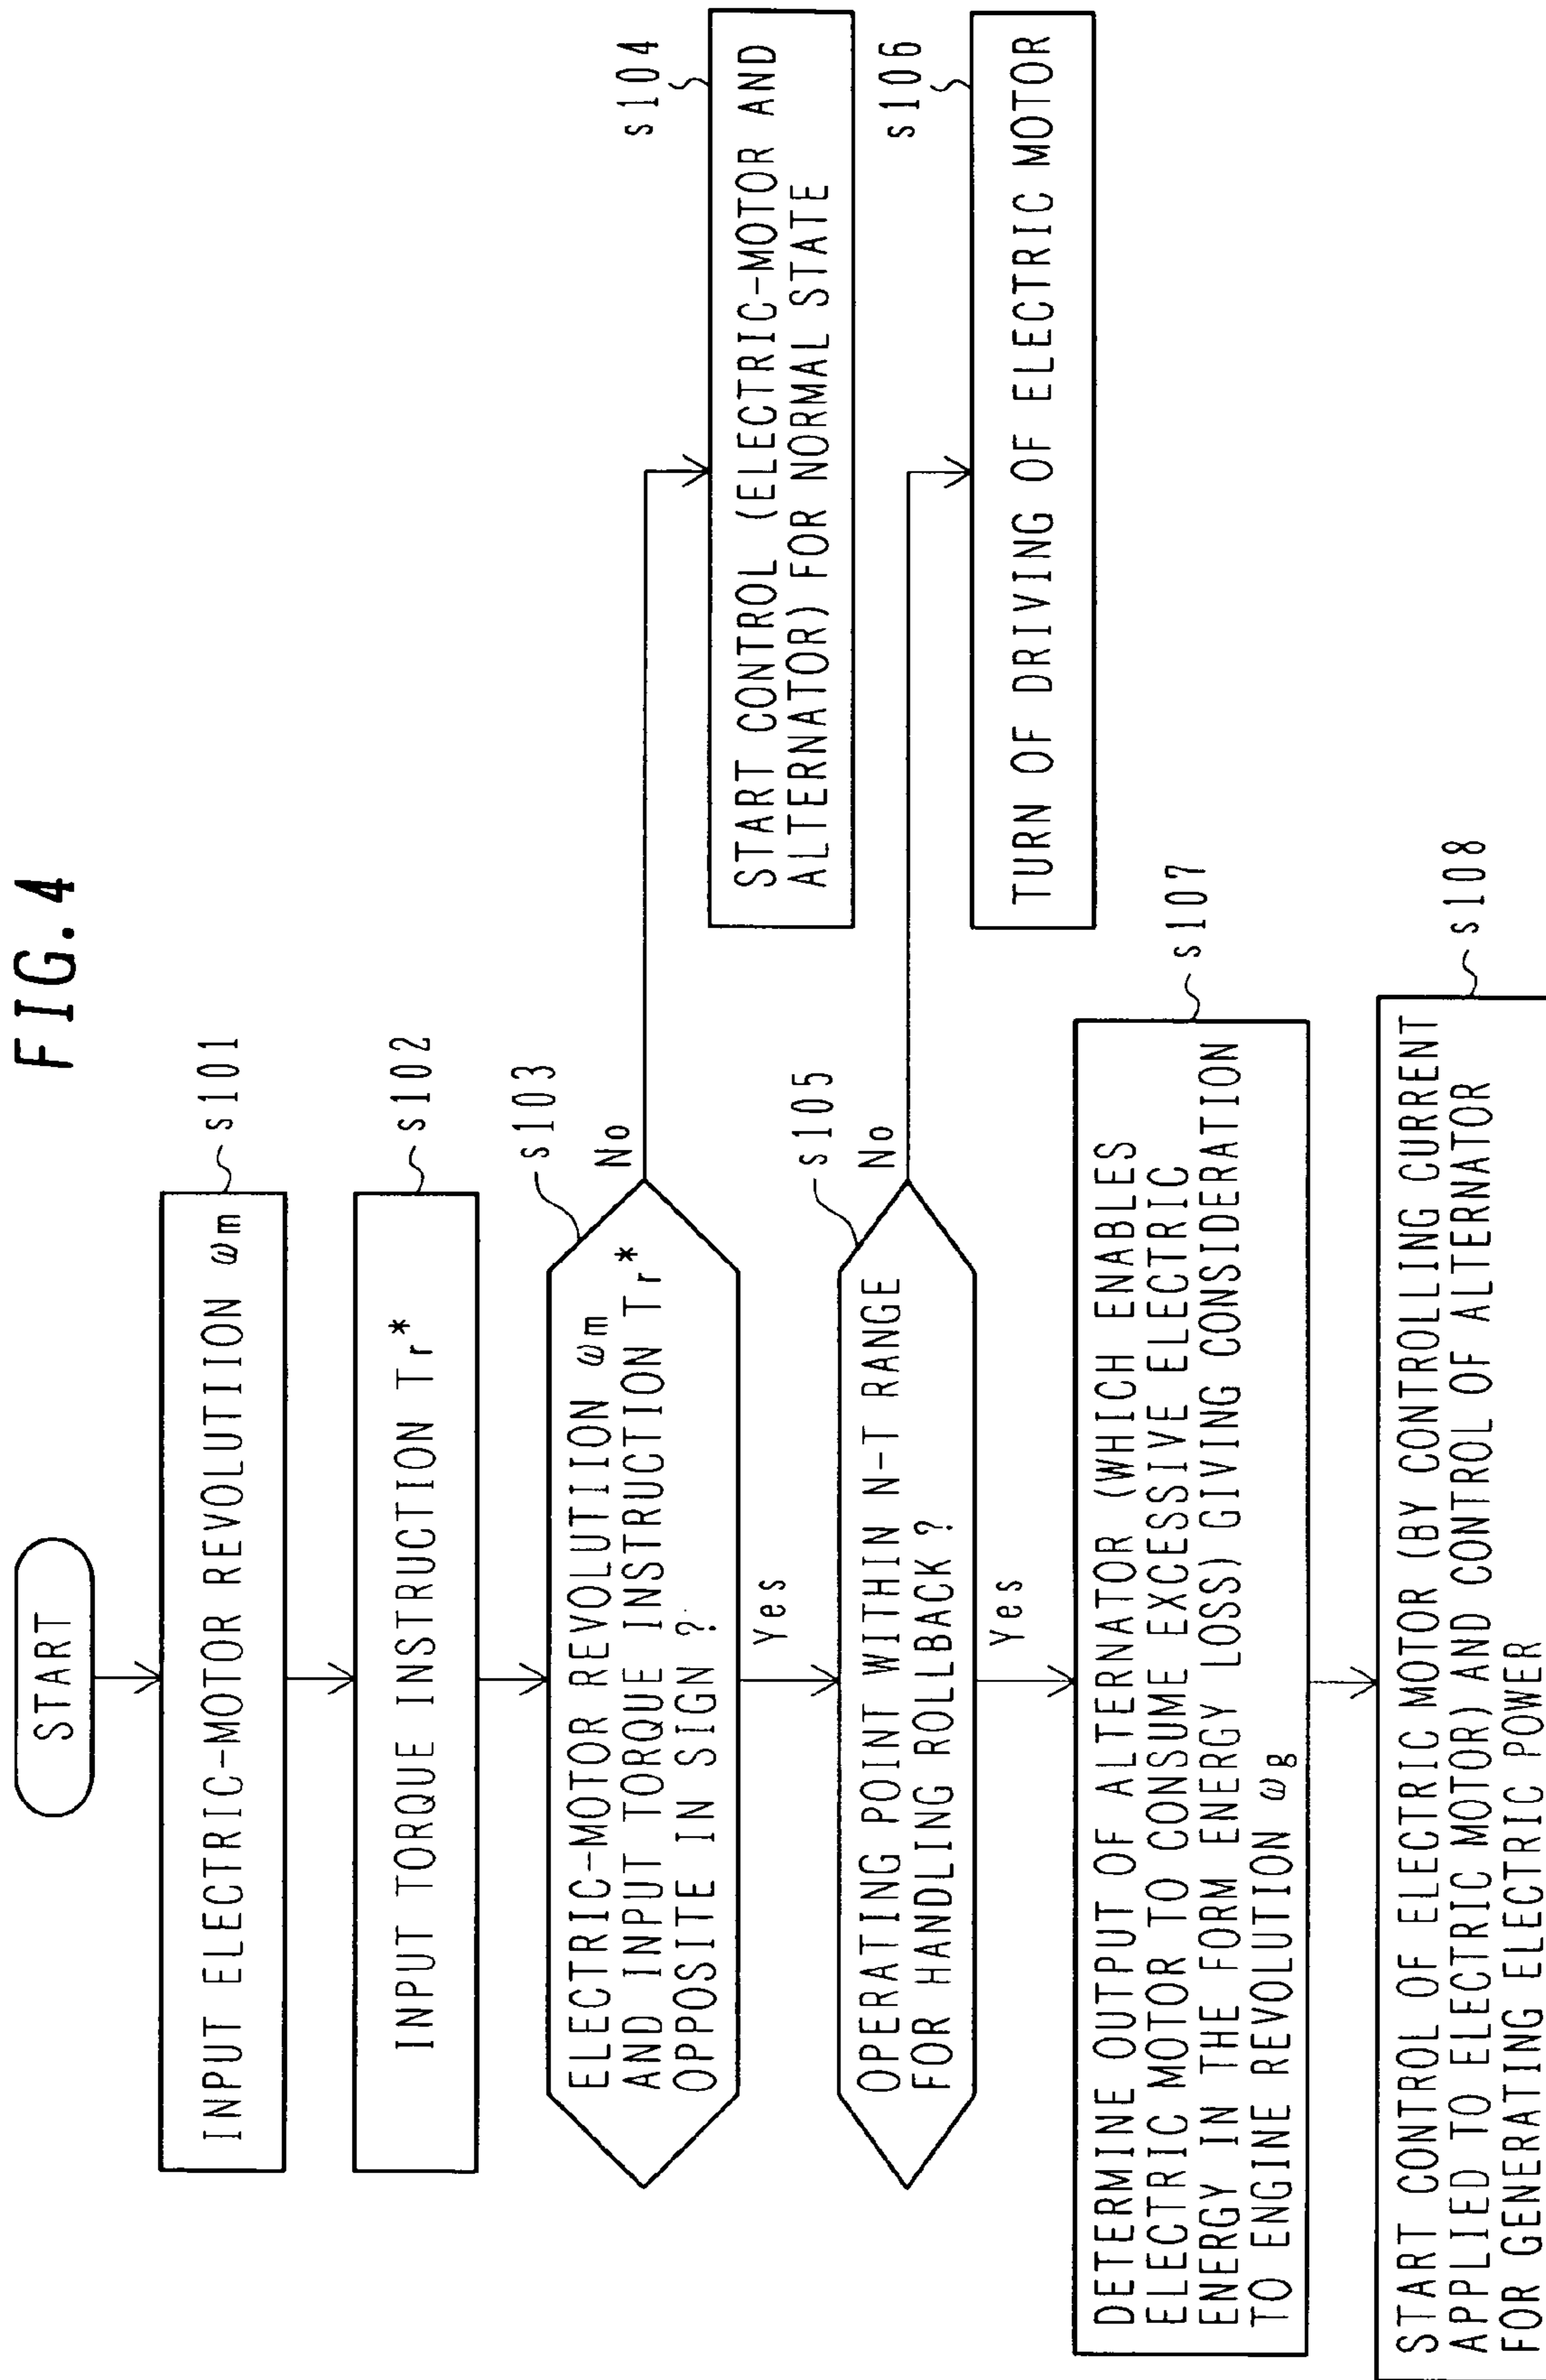 FIG. 4
START
INPUT ELECTRIC-MOTOR REVOLUTIION ωm
s101
INPUT TORQUE INSTRUCTION Tr*
s102
ELECTRIC-MOTOR REVOLUTIION ωm
AND INPUT TORQUE INSTRUCTION Tr*
OPPOSITE IN SIGN ?
s103
No
Yes
START CONTROL (ELECTRIC-MOTOR AND
ALTERNATOR) FOR NORMAL STATE
s104
OPERATING POINT WITHIN N-T RANGE
FOR HANDLING ROLLBACK ?
s105
No
Yes
TURN OF DRIVING OF ELECTRIC MOTOR
s106
DETERMINE OUTPUT OF ALTERNATOR (WHICH ENABLES
ELECTRIC MOTOR TO CONSUME EXCESSIVE ELECTRIC
ENERGY IN THE FORM ENERGY LOSS) GIVING CONSIDERATION
TO ENGINE REVOLUTION ωg
s107
START CONTROL OF ELECTRIC MOTOR (BY CONTROLLING CURRENT
APPLIED TO ELECTRIC MOTOR) AND CONTROL OF ALTERNATOR
FOR GENERATING ELECTRIC POWER
s108